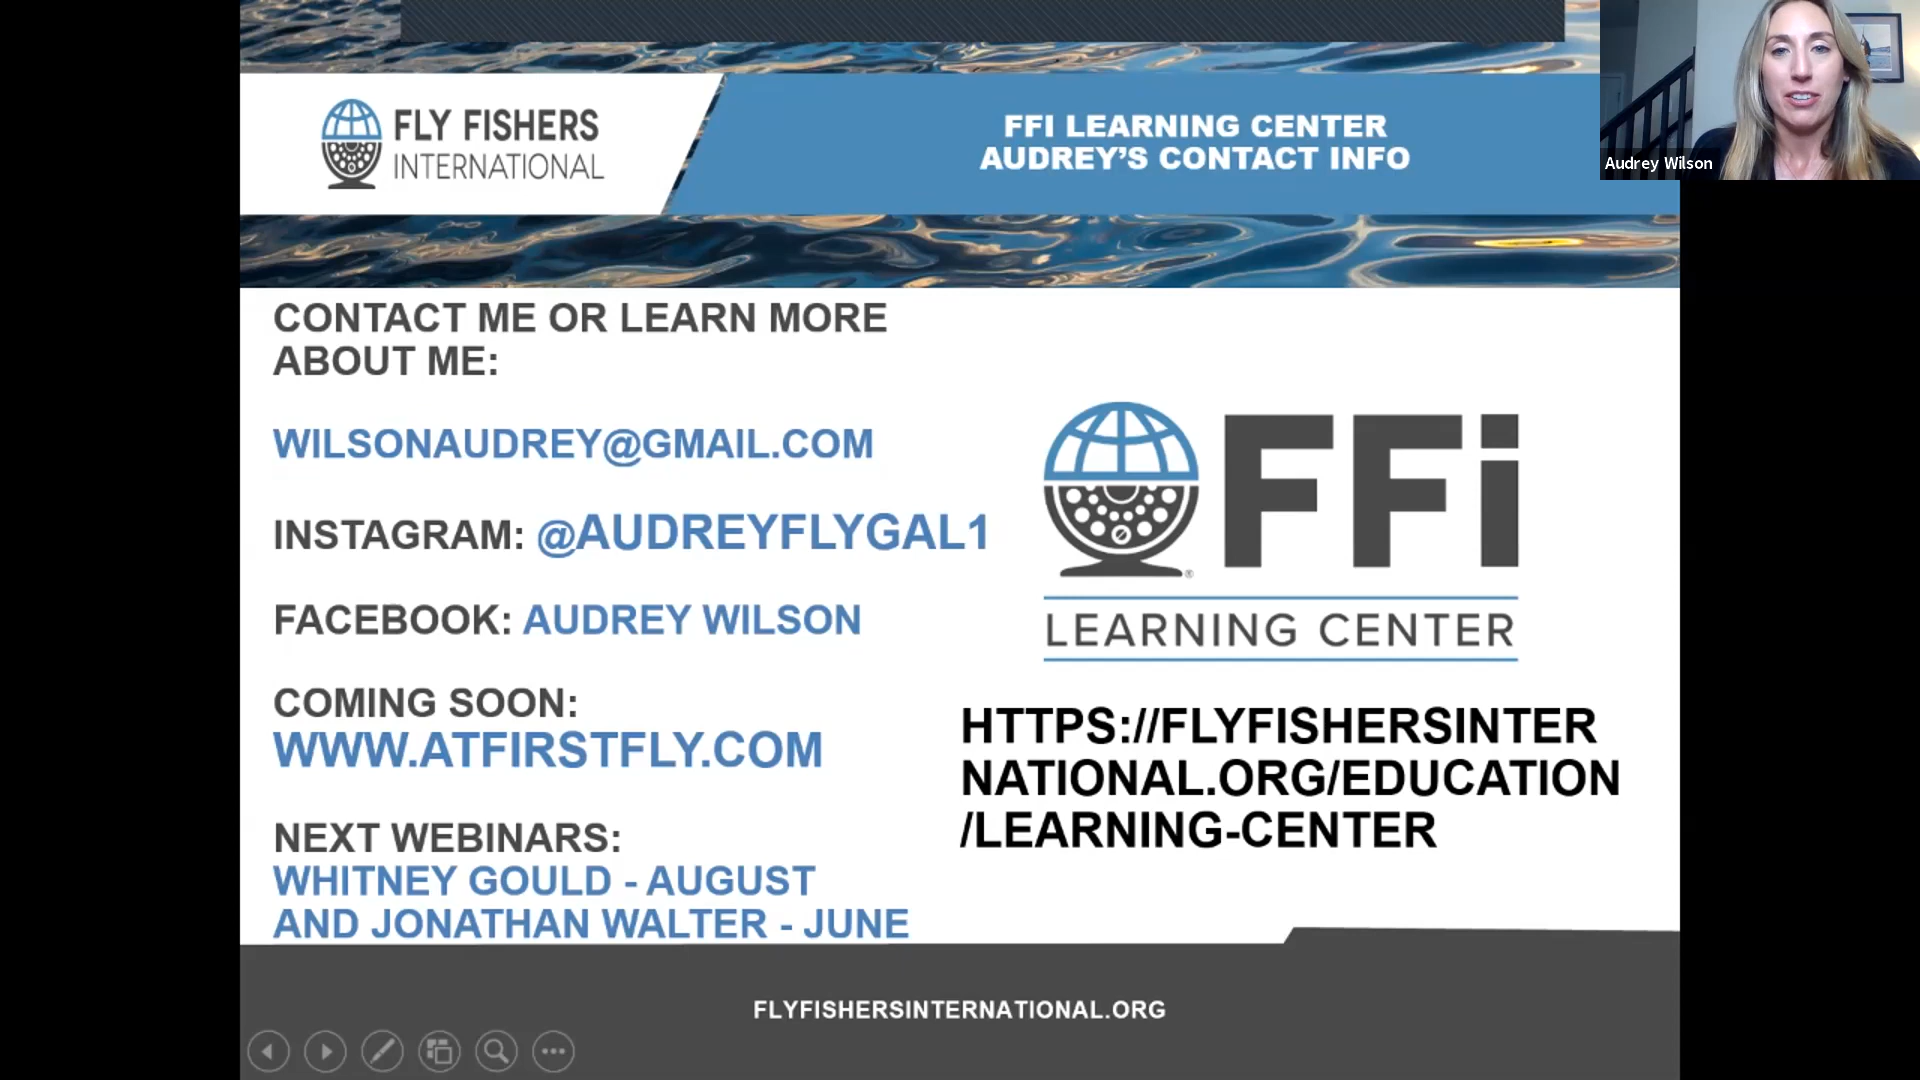 FLY FISHERS
INTERNATIONAL
FFI LEARNING CENTER
AUDREY’S CONTACT INFO
Audrey Wilson
CONTACT ME OR LEARN MORE
ABOUT ME:
WILSONAUDREY@GMAIL.COM
INSTAGRAM: @AUDREYFLYGAL1
FACEBOOK: AUDREY WILSON
COMING SOON:
WWW.ATFIRSTFLY.COM
NEXT WEBINARS:
WHITNEY GOULD - AUGUST
AND JONATHAN WALTER - JUNE
FFi
®
LEARNING CENTER
HTTPS://FLYFISHERSINTER
NATIONAL.ORG/EDUCATION
/LEARNING-CENTER
FLYFISHERSINTERNATIONAL.ORG